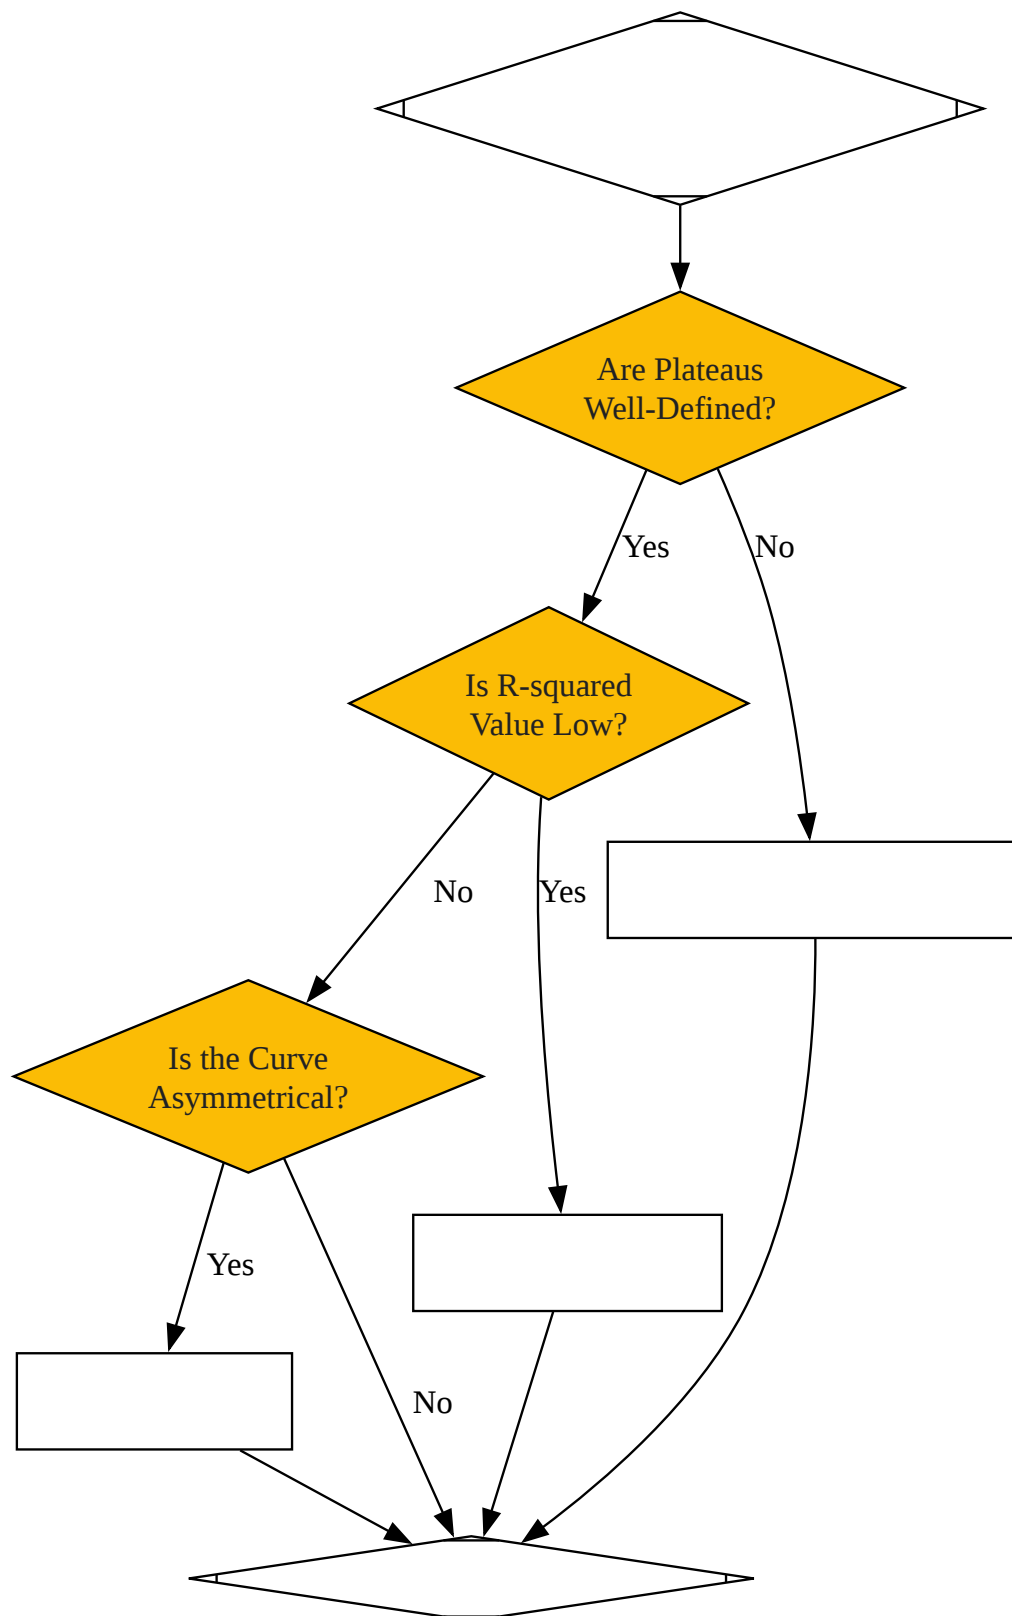 Are Plateaus
Well-Defined?
Yes
No
Is R-squared
Value Low?
No
Yes
Is the Curve
Asymmetrical?
Yes
No